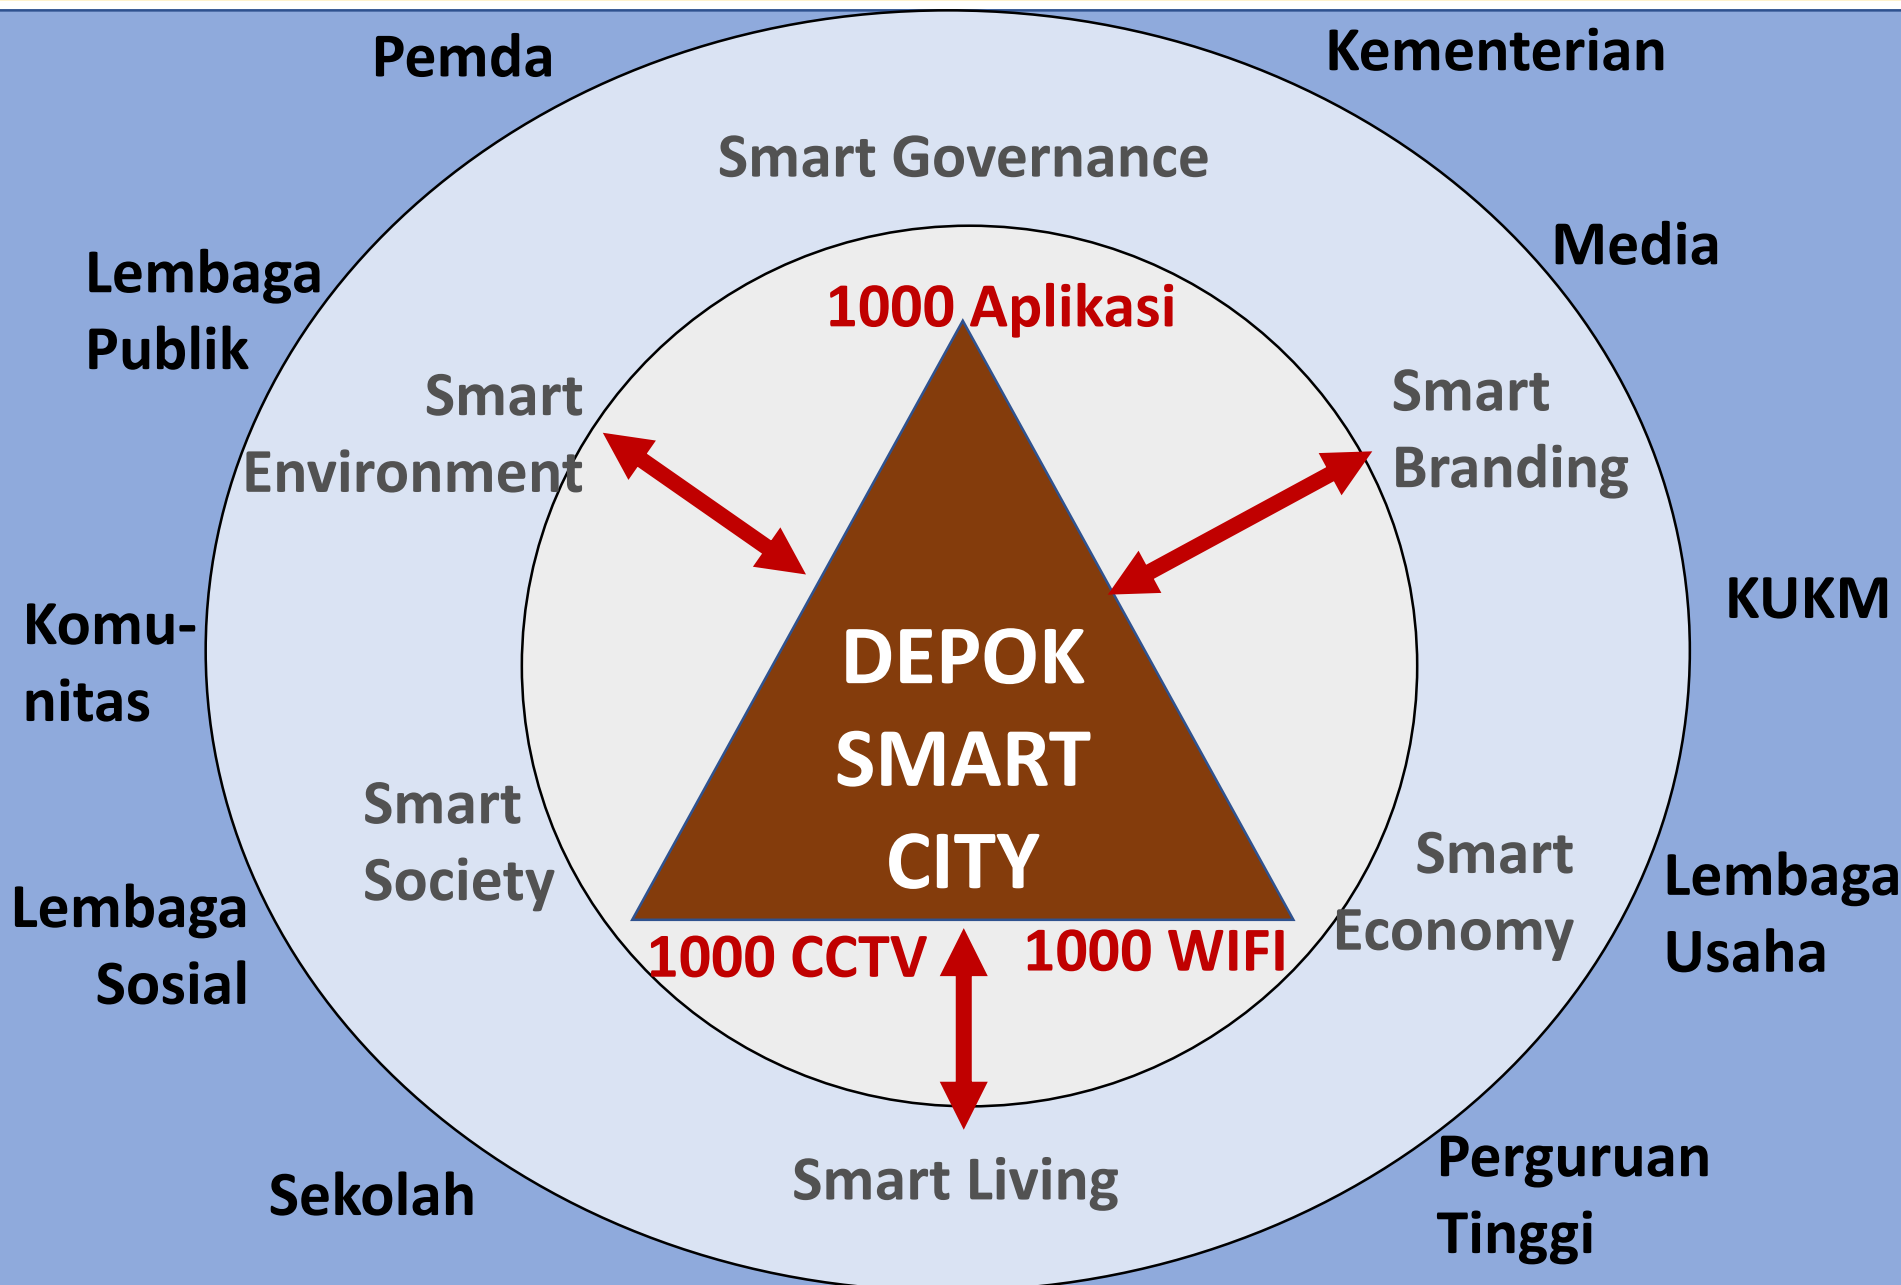 Pemda
Kementerian
Smart Governance
Media
Lembaga
Publik
1000 Aplikasi
Smart
Environment
Smart
Branding
KUKM
Komu-
nitas
DEPOK
SMART
CITY
Smart
Society
Smart
Economy
Lembaga
Usaha
Lembaga
Sosial
1000 CCTV
1000 WIFI
Smart Living
Sekolah
Perguruan
Tinggi